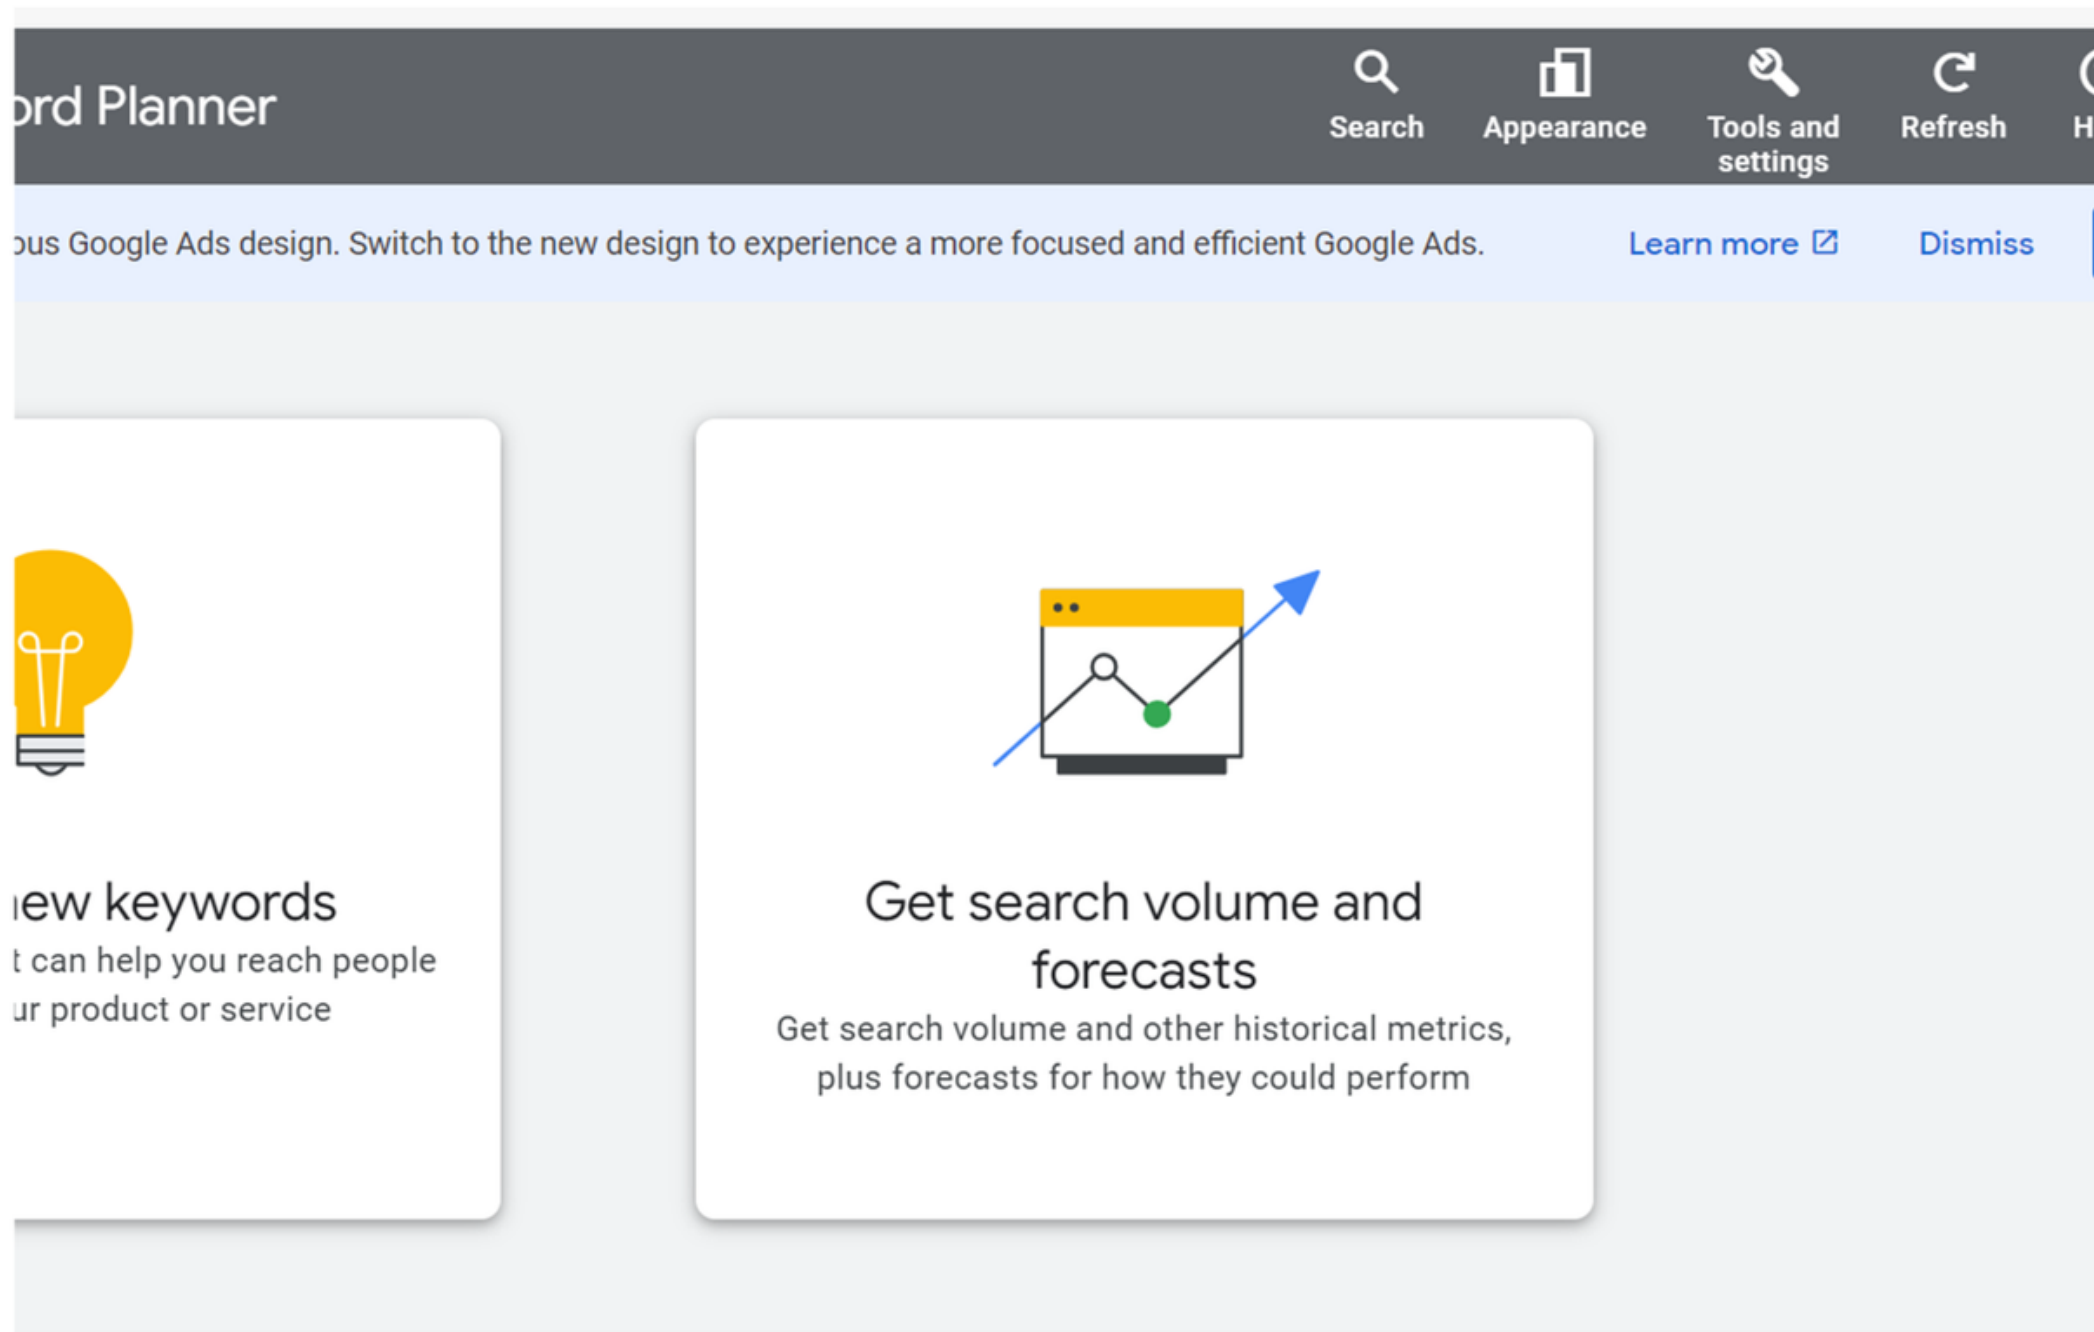 ord Planner
Search
Appearance
Tools and
settings
Refresh
H
ous Google Ads design. Switch to the new design to experience a more focused and efficient Google Ads.
Learn more
Dismiss
ew keywords
t can help you reach people
ur product or service
Get search volume and
forecasts
Get search volume and other historical metrics,
plus forecasts for how they could perform